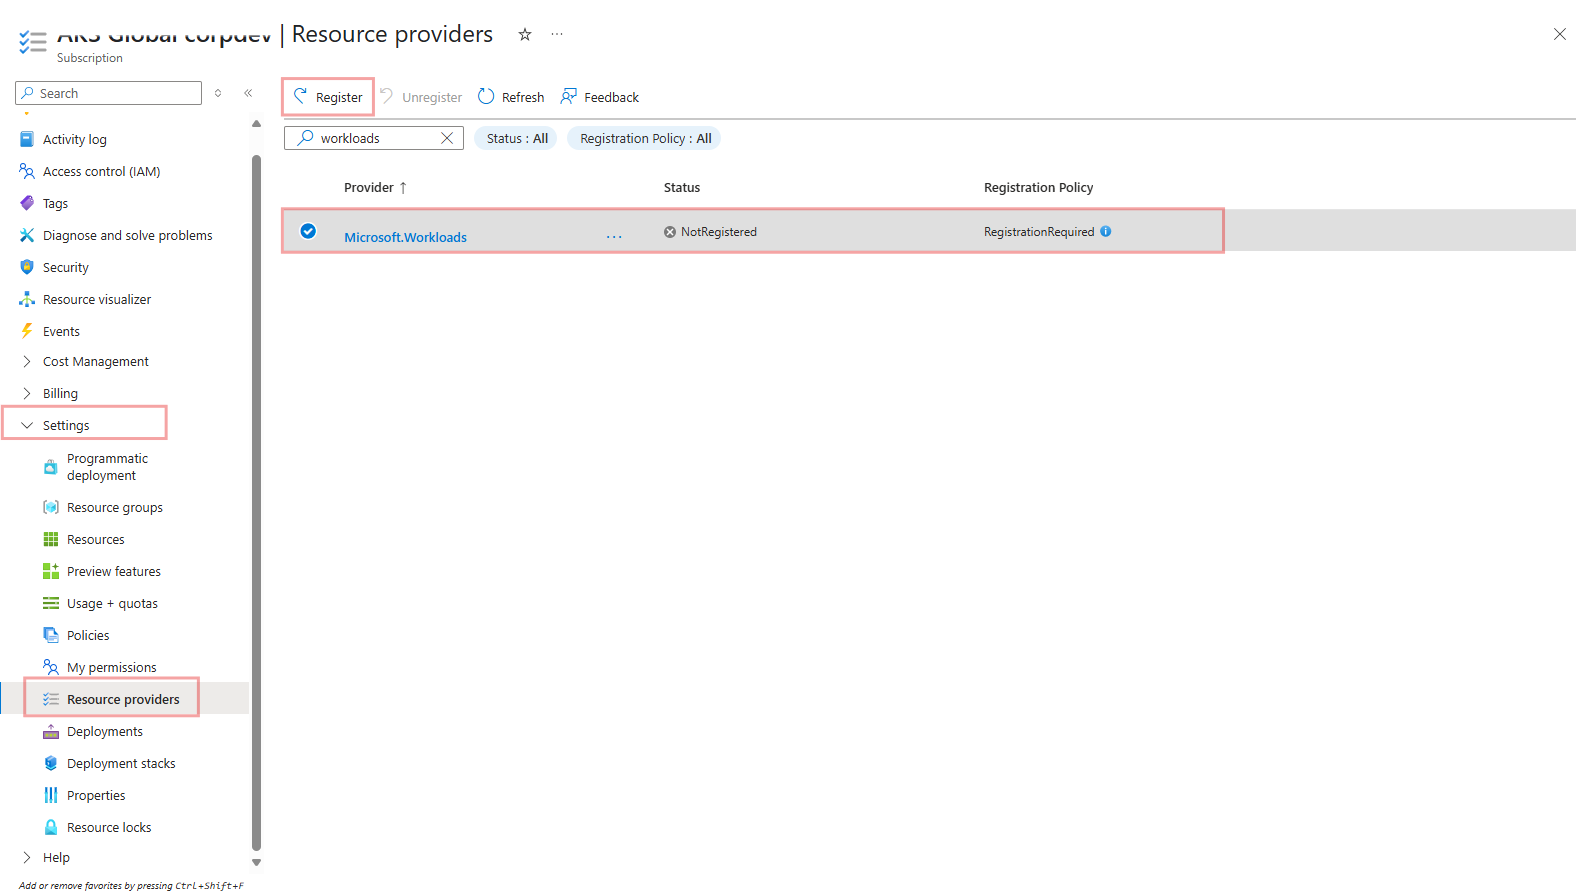 AKS Global corpdev | Resource providers
Subscription
Search
Register
Unregister
Refresh
Feedback
workloads
Status : All
Registration Policy : All
Activity log
Access control (IAM)
Tags
Diagnose and solve problems
Security
Resource visualizer
Events
Cost Management
Billing
Settings
Programmatic
deployment
Resource groups
Resources
Preview features
Usage + quotas
Policies
My permissions
Resource providers
Deployments
Deployment stacks
Properties
Resource locks
Help
Add or remove favorites by pressing Ctrl+Shift+F
Provider ↑
Status
Registration Policy
Microsoft.Workloads
...
NotRegistered
RegistrationRequired